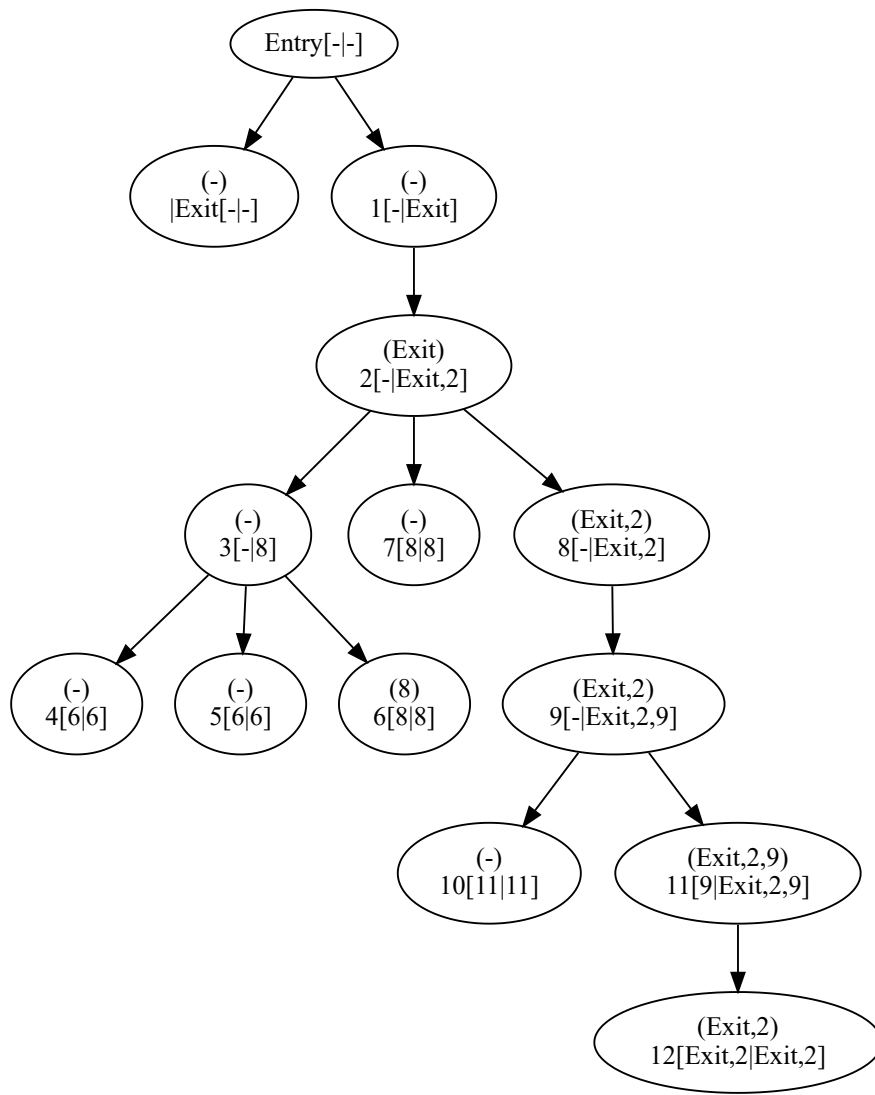 Entry[-|-]
(-)
|Exit[-|-]
(-)
1[-|Exit]
(Exit)
2[-|Exit,2]
(-)
3[-|8]
(-)
7[8|8]
(Exit,2)
8[-|Exit,2]
(-)
4[6|6]
(-)
5[6|6]
(8)
6[8|8]
(Exit,2)
9[-|Exit,2,9]
(-)
10[11|11]
(Exit,2,9)
11[9|Exit,2,9]
(Exit,2)
12[Exit,2|Exit,2]